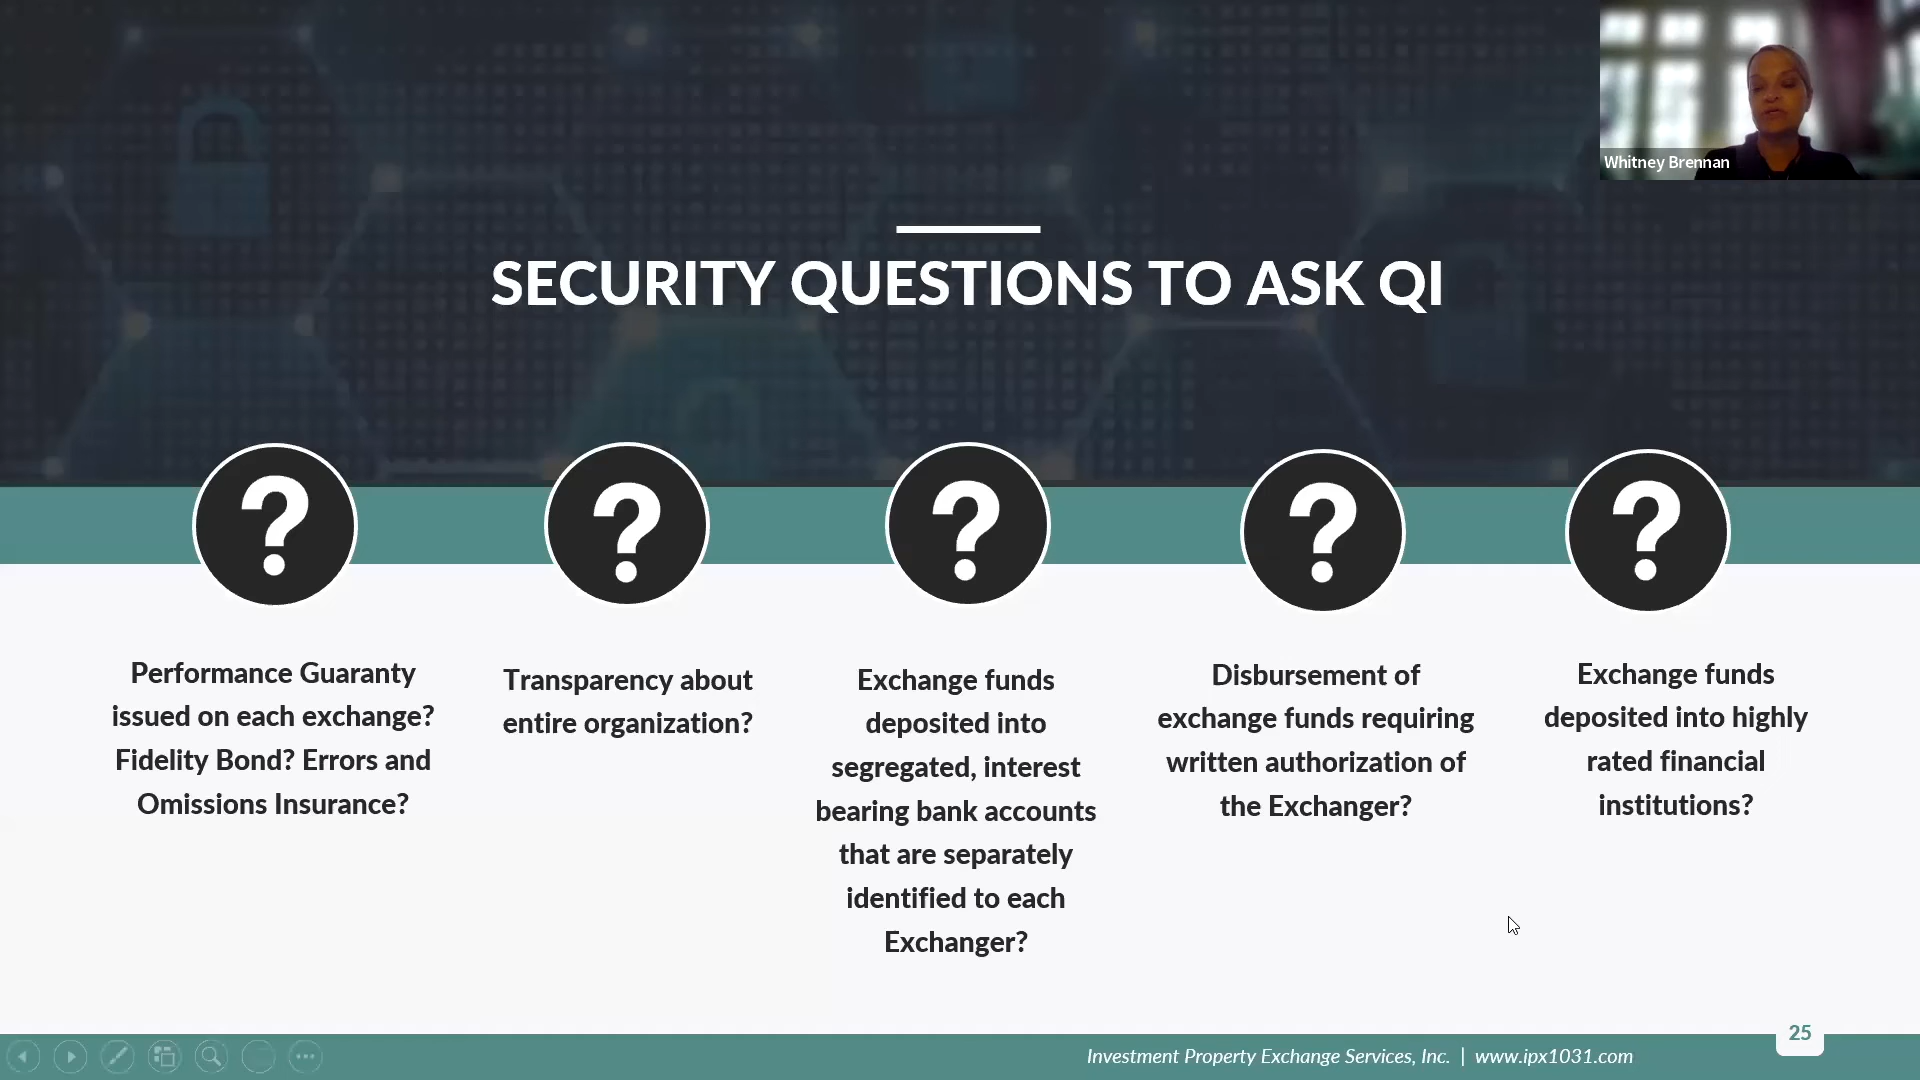 Whitney Brennan
SECURITY QUESTIONS TO ASK QI
Performance Guaranty
issued on each exchange?
Fidelity Bond? Errors and
Omissions Insurance?
Transparency about
entire organization?
Exchange funds
deposited into
segregated, interest
bearing bank accounts
that are separately
identified to each
Exchanger?
Disbursement of
exchange funds requiring
written authorization of
the Exchanger?
Exchange funds
deposited into highly
rated financial
institutions?
Investment Property Exchange Services, Inc. | www.ipx1031.com
25